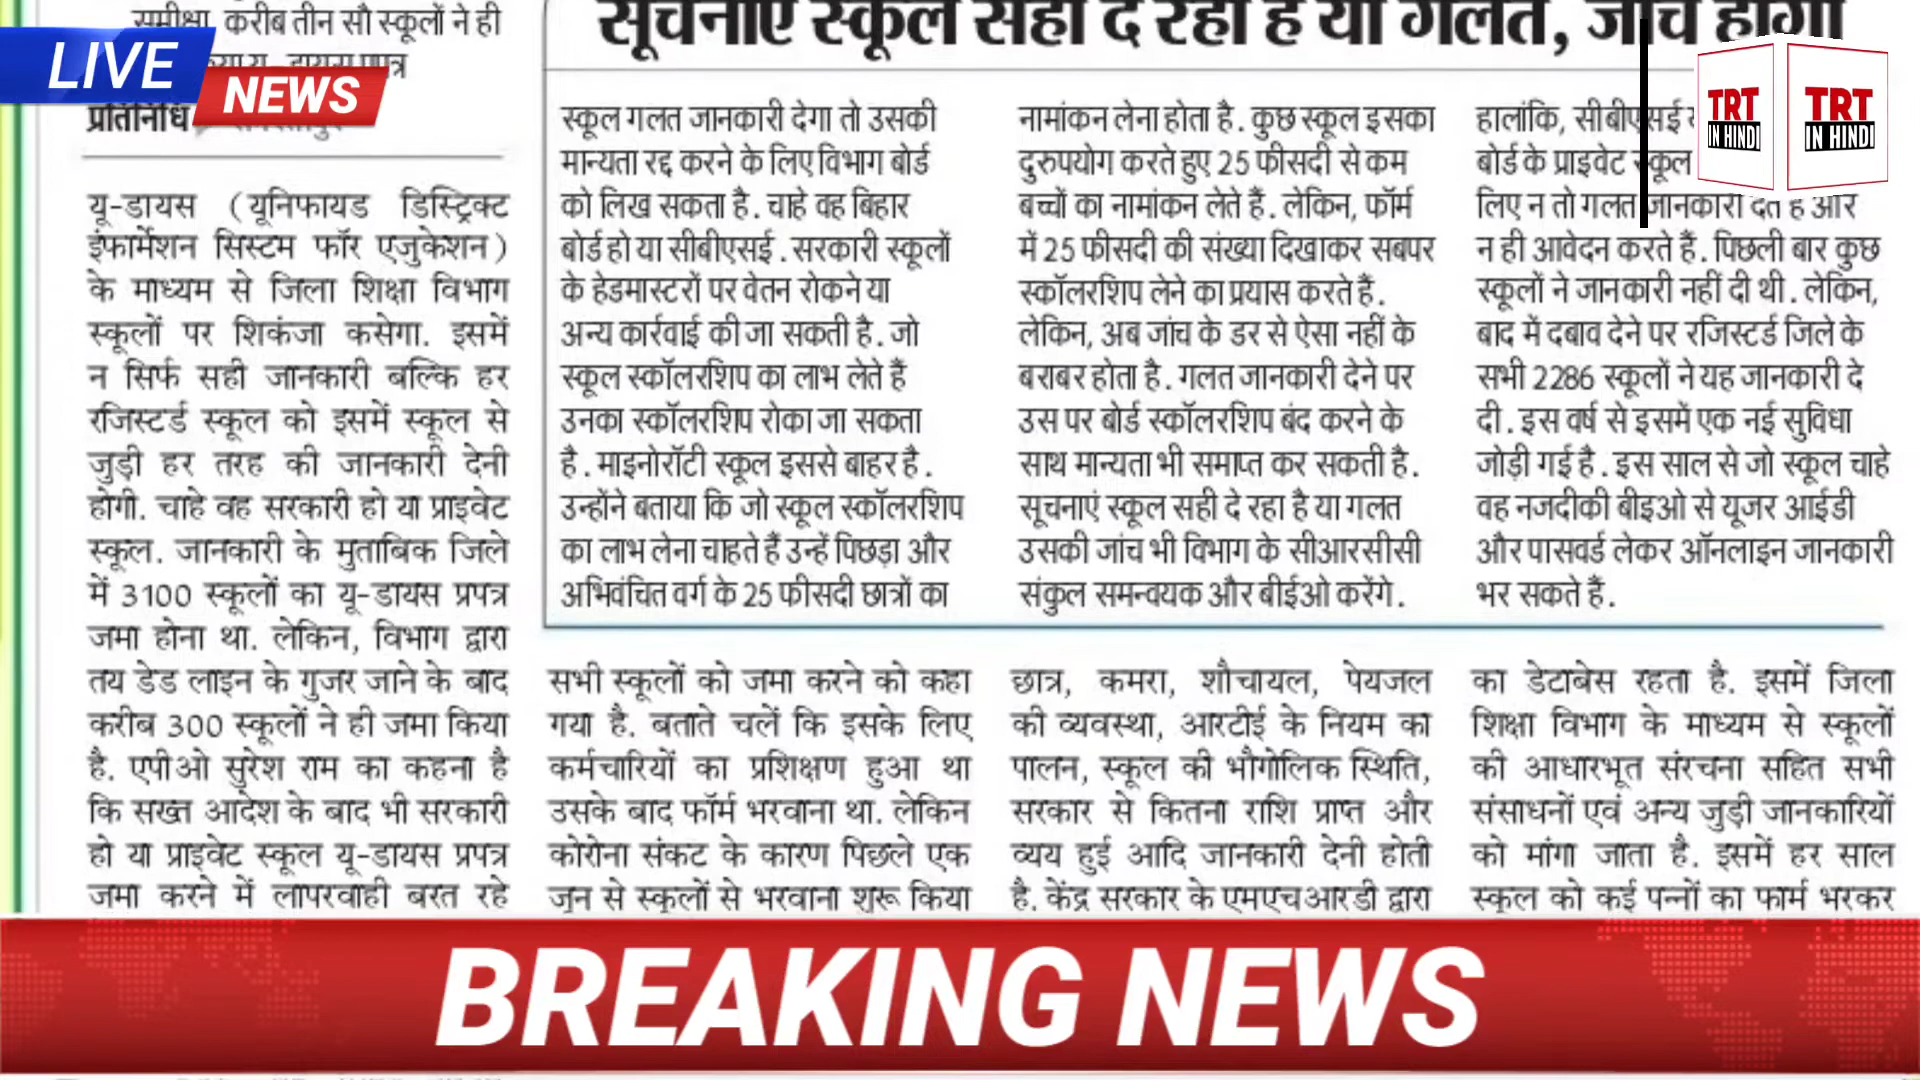 समीक्षा, करीब तीन सौ स्कूलों ने ही
LIVE
NEWS
प्रतिनिधि
यू-डायस (यूनिफायड डिस्ट्रिक्ट
इंफार्मेशन सिस्टम फॉर एजुकेशन)
के माध्यम से जिला शिक्षा विभाग
स्कूलों पर शिकंजा कसेगा. इसमें
न सिर्फ सही जानकारी बल्कि हर
रजिस्टर्ड स्कूल को इसमें स्कूल से
जुड़ी हर तरह की जानकारी देनी
होगी. चाहे वह सरकारी हो या प्राइवेट
स्कूल. जानकारी के मुताबिक जिले
में 3100 स्कूलों का यू-डायस प्रपत्र
जमा होना था. लेकिन, विभाग द्वारा
तय डेड लाइन के गुजर जाने के बाद
करीब 300 स्कूलों ने ही जमा किया
है. एपीओ सुरेश राम का कहना है
कि सख्त आदेश के बाद भी सरकारी
हो या प्राइवेट स्कूल यू-डायस प्रपत्र
जमा करने में लापरवाही बरत रहे
सूचनाएं स्कूल सही दे रहा है या गलत, जांच होगी
स्कूल गलत जानकारी देगा तो उसकी
मान्यता रद्द करने के लिए विभाग बोर्ड
को लिख सकता है. चाहे वह बिहार
बोर्ड हो या सीबीएसई. सरकारी स्कूलों
के हेडमास्टरों पर वेतन रोकने या
अन्य कार्रवाई की जा सकती है. जो
स्कूल स्कॉलरशिप का लाभ लेते हैं
उनका स्कॉलरशिप रोका जा सकता
है. माइनोरॉटी स्कूल इससे बाहर है.
उन्होंने बताया कि जो स्कूल स्कॉलरशिप
का लाभ लेना चाहते हैं उन्हें पिछड़ा और
अभिवंचित वर्ग के 25 फीसदी छात्रों का
नामांकन लेना होता है. कुछ स्कूल इसका
दुरुपयोग करते हुए 25 फीसदी से कम
बच्चों का नामांकन लेते हैं. लेकिन, फॉर्म
में 25 फीसदी की संख्या दिखाकर सबपर
स्कॉलरशिप लेने का प्रयास करते हैं.
लेकिन, अब जांच के डर से ऐसा नहीं के
बराबर होता है. गलत जानकारी देने पर
उस पर बोर्ड स्कॉलरशिप बंद करने के
साथ मान्यता भी समाप्त कर सकती है.
सूचनाएं स्कूल सही दे रहा है या गलत
उसकी जांच भी विभाग के सीआरसीसी
संकुल समन्वयक और बीईओ करेंगे.
हालांकि, सीबीएसई
बोर्ड के प्राइवेट स्कूल
लिए न तो गलत जानकारी देते हैं और
न ही आवेदन करते हैं. पिछली बार कुछ
स्कूलों ने जानकारी नहीं दी थी. लेकिन,
बाद में दबाव देने पर रजिस्टर्ड जिले के
सभी 2286 स्कूलों ने यह जानकारी दे
दी. इस वर्ष से इसमें एक नई सुविधा
जोड़ी गई है. इस साल से जो स्कूल चाहे
वह नजदीकी बीइओ से यूजर आईडी
और पासवर्ड लेकर ऑनलाइन जानकारी
भर सकते हैं.
TRT IN HINDI
TRT IN HINDI
सभी स्कूलों को जमा करने को कहा
गया है. बताते चलें कि इसके लिए
कर्मचारियों का प्रशिक्षण हुआ था
उसके बाद फॉर्म भरवाना था. लेकिन
कोरोना संकट के कारण पिछले एक
जून से स्कूलों से भरवाना शुरू किया
छात्र, कमरा, शौचायल, पेयजल
की व्यवस्था, आरटीई के नियम का
पालन, स्कूल की भौगोलिक स्थिति,
सरकार से कितना राशि प्राप्त और
व्यय हुई आदि जानकारी देनी होती
है. केंद्र सरकार के एमएचआरडी द्वारा
का डेटाबेस रहता है. इसमें जिला
शिक्षा विभाग के माध्यम से स्कूलों
की आधारभूत संरचना सहित सभी
संसाधनों एवं अन्य जुड़ी जानकारियों
को मांगा जाता है. इसमें हर साल
स्कूल को कई पन्नों का फार्म भरकर
BREAKING NEWS